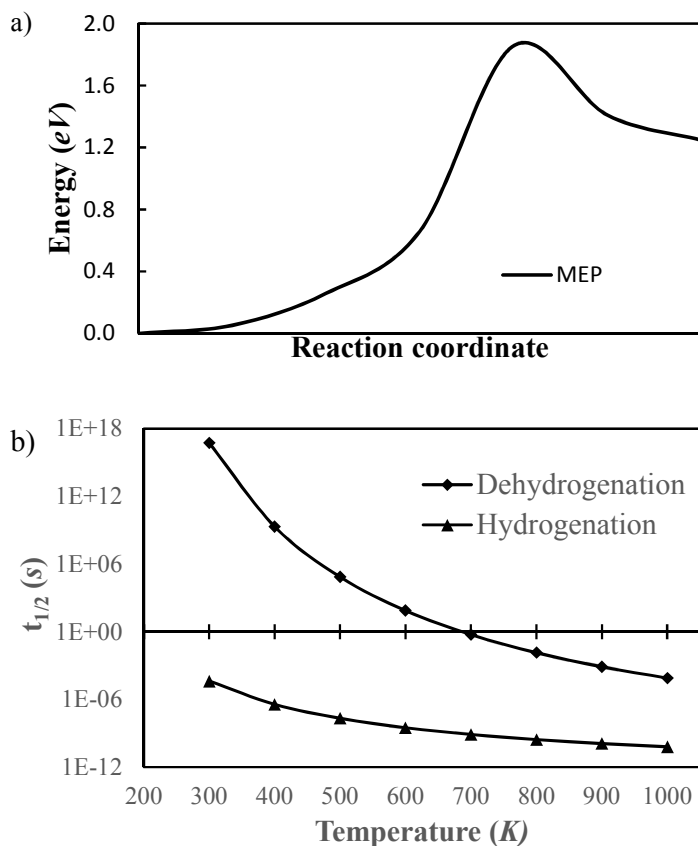 a)
2.0
1.6
1.2
0.8
0.4
0.0
Energy (eV)
MEP
Reaction coordinate
b)
1E+18
1E+12
1E+06
1E+00
1E-06
1E-12
t1/2 (s)
Dehydrogenation
Hydrogenation
200 300 400 500 600 700 800 900 1000
Temperature (K)